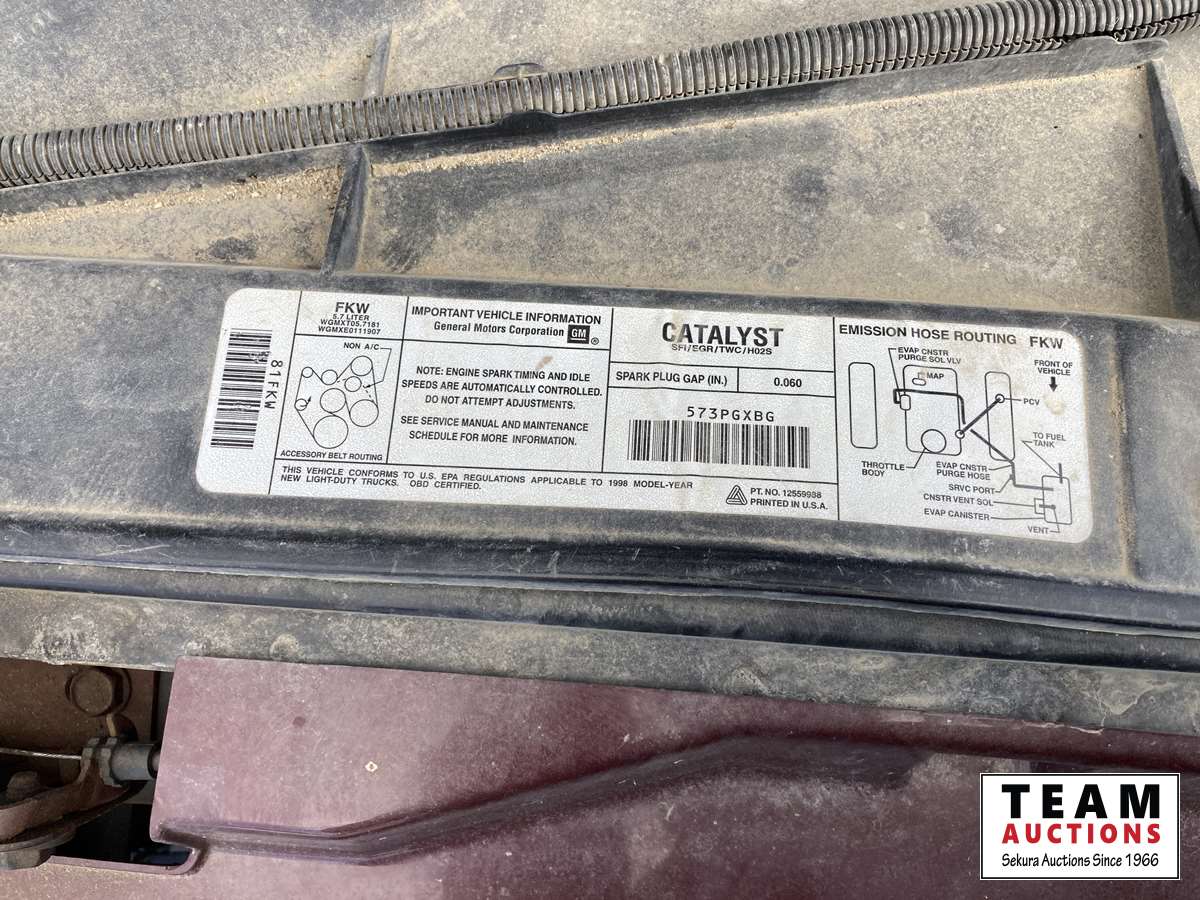 81FKW
FKW
5.7 LITER
WGMXT05.7181
WGMXE0111907
NON A/C
ACCESSORY BELT ROUTING
IMPORTANT VEHICLE INFORMATION
General Motors Corporation GM ®
NOTE: ENGINE SPARK TIMING AND IDLE
SPEEDS ARE AUTOMATICALLY CONTROLLED.
DO NOT ATTEMPT ADJUSTMENTS.
SEE SERVICE MANUAL AND MAINTENANCE
SCHEDULE FOR MORE INFORMATION.
CATALYST
SFI/EGR/TWC/HO2S
SPARK PLUG GAP (IN.) 0.060
573PGXBG
THIS VEHICLE CONFORMS TO U.S. EPA REGULATIONS APPLICABLE TO 1998 MODEL-YEAR
NEW LIGHT-DUTY TRUCKS. OBD CERTIFIED.
PT. NO. 12559988
PRINTED IN U.S.A.
EMISSION HOSE ROUTING FKW
EVAP CNSTR
PURGE SOL VLV
MAP
FRONT OF
VEHICLE
PCV
TO FUEL
TANK
THROTTLE
BODY
EVAP CNSTR
PURGE HOSE
SRVC PORT
CNSTR VENT SOL
EVAP CANISTER
VENT
TEAM
AUCTIONS
Sekura Auctions Since 1966